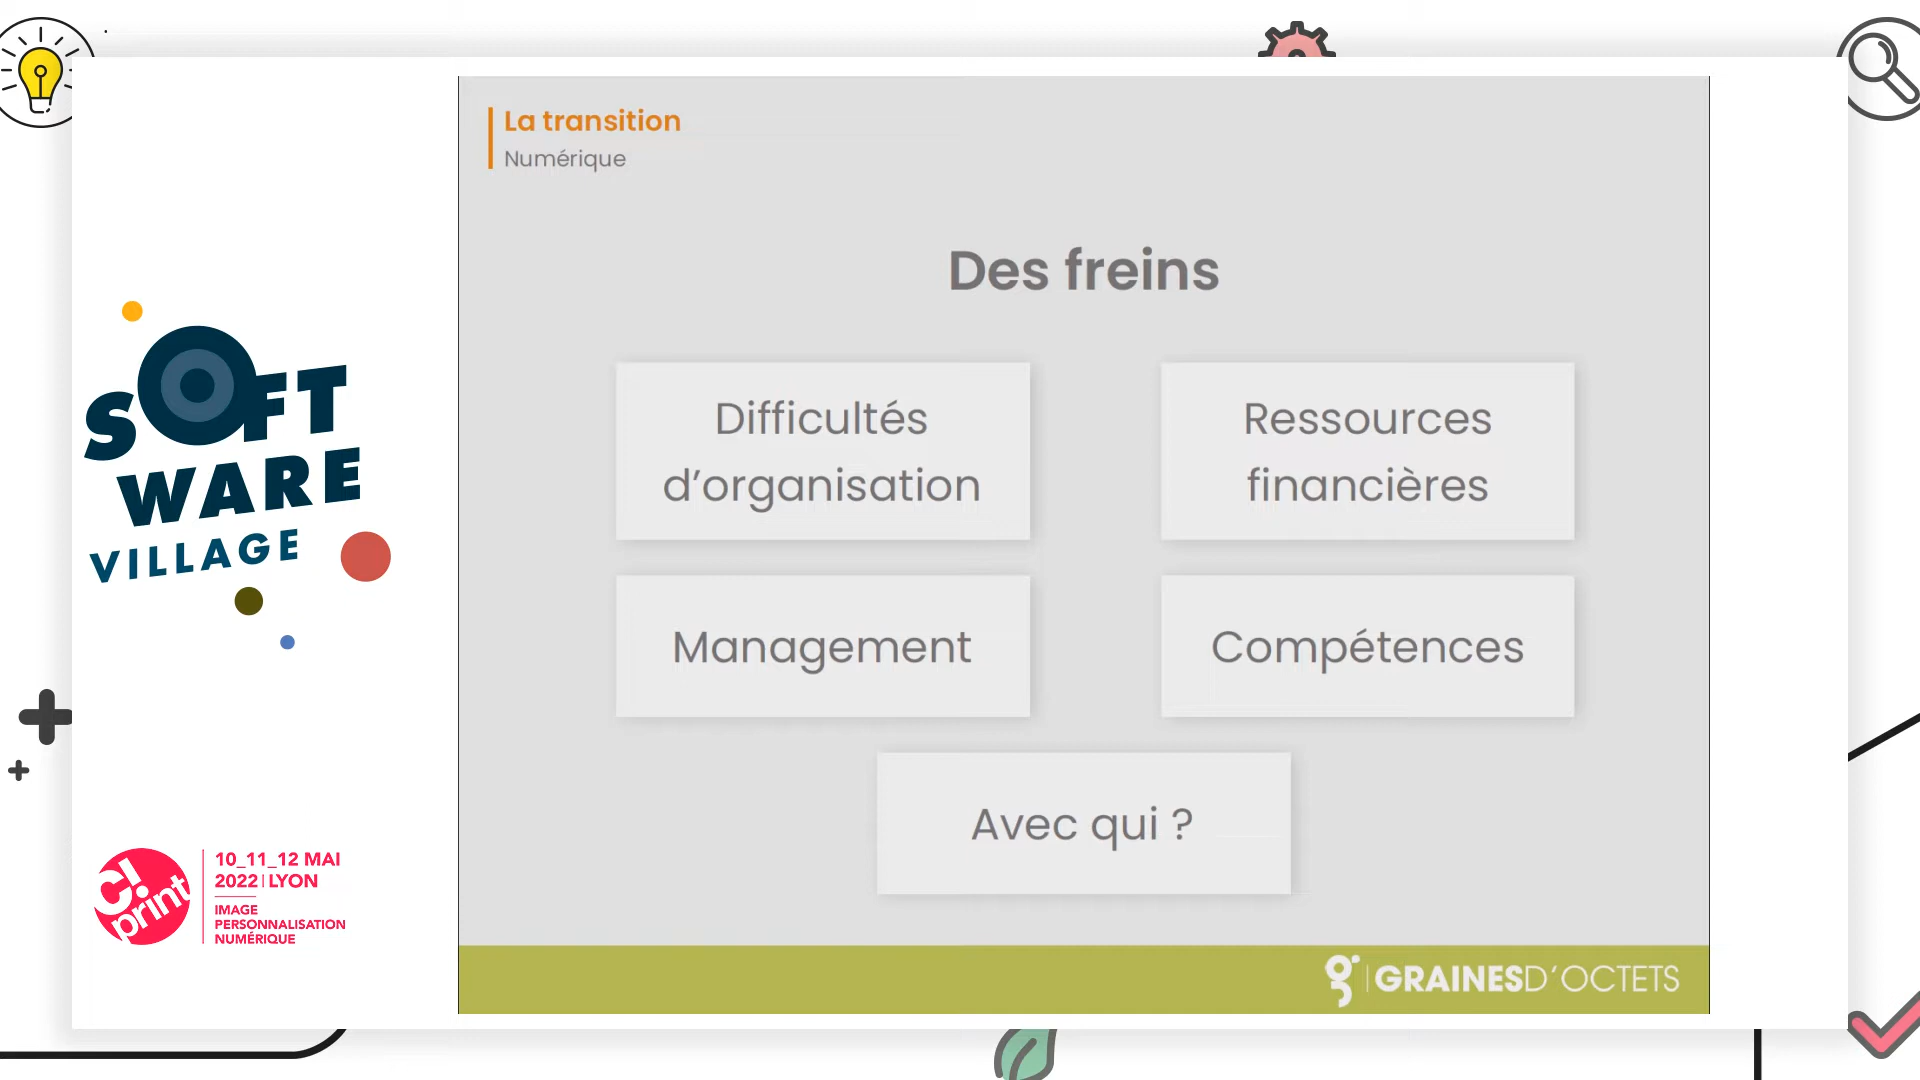 La transition
Numérique
Des freins
Difficultés
d’organisation
Ressources
financières
Management
Compétences
Avec qui ?
SOFT
WARE
VILLAGE
C!
print
10_11_12 MAI
2022 | LYON
IMAGE
PERSONNALISATION
NUMÉRIQUE
g | GRAINESD’OCTETS